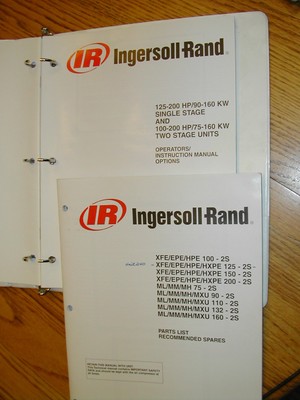 IR Ingersoll-Rand®
125-200 HP/90-160 KW
SINGLE STAGE
AND
100-200 HP/75-160 KW
TWO STAGE UNITS
OPERATORS/
INSTRUCTION MANUAL
OPTIONS
IR Ingersoll-Rand®
XFE/EPE/HPE 100 - 2S
XFE/EPE/HPE/HXPE 125 - 2S -
XFE/EPE/HPE/HXPE 150 - 2S
XFE/EPE/HPE/HXPE 200 - 2S
ML/MM/MH 75 - 2S
ML/MM/MH/MXU 90 - 2S
ML/MM/MH/MXU 110 - 2S
ML/MM/MH/MXU 132 - 2S
ML/MM/MH/MXU 160 - 2S
PARTS LIST
RECOMMENDED SPARES